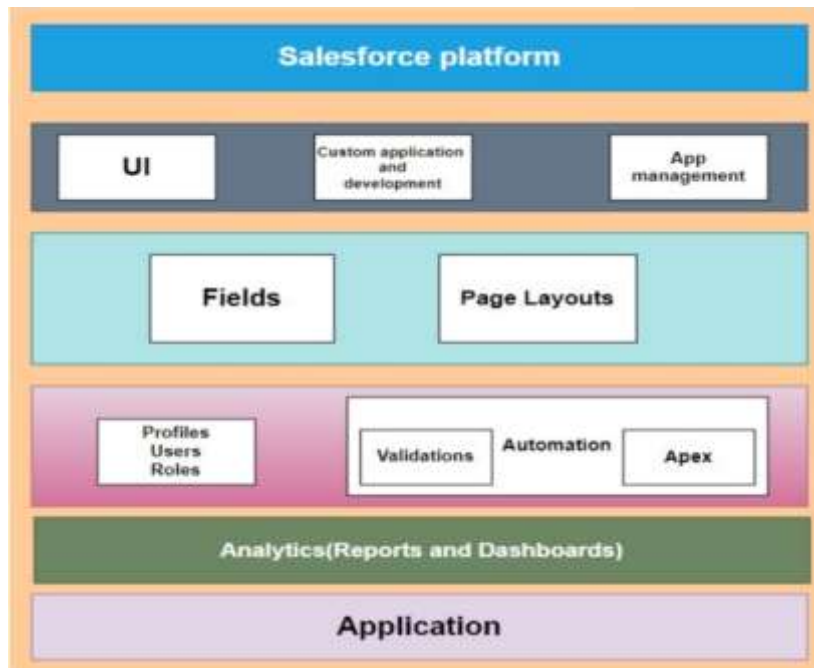 Salesforce platform
UI
Custom application
and
development
App
management
Fields
Page Layouts
Profiles
Users
Roles
Validations
Automation
Apex
Analytics(Reports and Dashboards)
Application